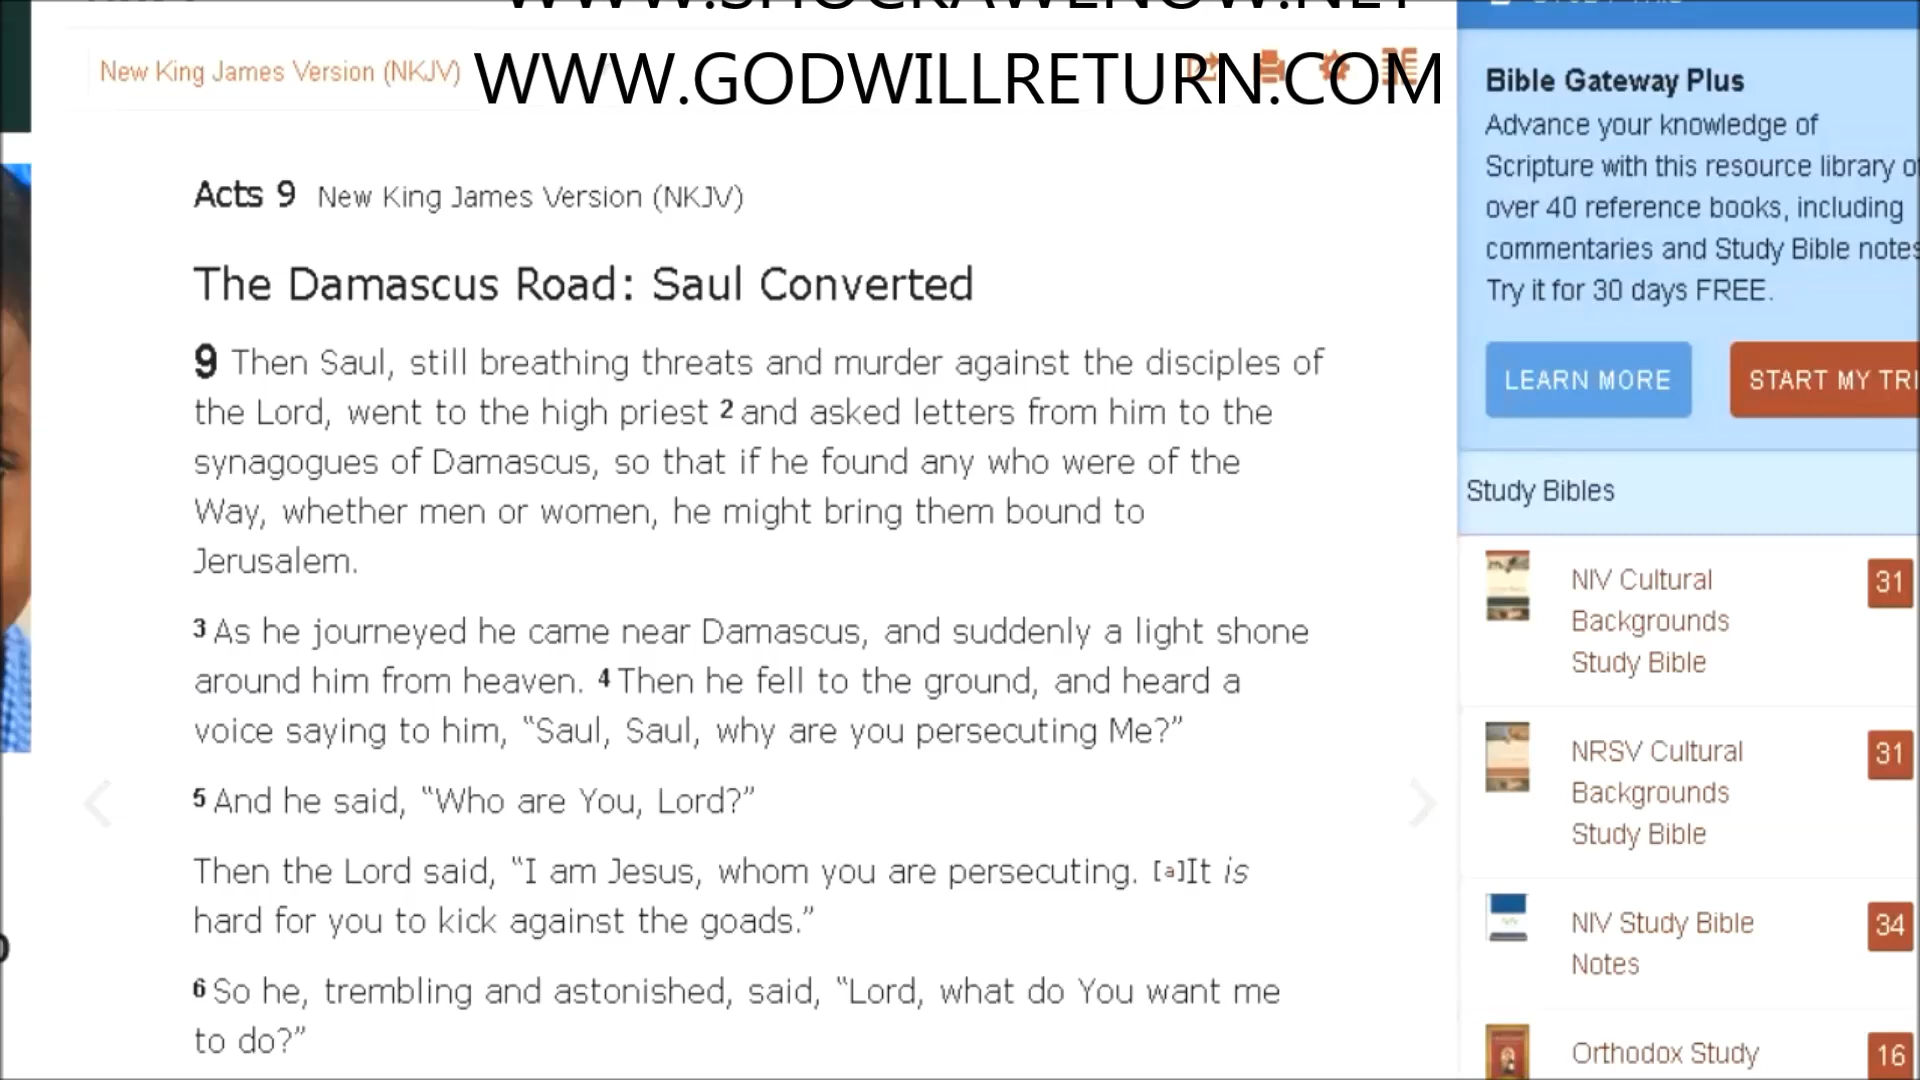 WWW.SHOCKAWENOW.NET
New King James Version (NKJV)
WWW.GODWILLRETURN.COM
Acts 9 New King James Version (NKJV)
The Damascus Road: Saul Converted
9 Then Saul, still breathing threats and murder against the disciples of
the Lord, went to the high priest 2 and asked letters from him to the
synagogues of Damascus, so that if he found any who were of the
Way, whether men or women, he might bring them bound to
Jerusalem.
3 As he journeyed he came near Damascus, and suddenly a light shone
around him from heaven. 4 Then he fell to the ground, and heard a
voice saying to him, “Saul, Saul, why are you persecuting Me?”
5 And he said, “Who are You, Lord?”
Then the Lord said, “I am Jesus, whom you are persecuting. [a]It is
hard for you to kick against the goads.”
6 So he, trembling and astonished, said, “Lord, what do You want me
to do?”
Bible Gateway Plus
Advance your knowledge of
Scripture with this resource library of
over 40 reference books, including
commentaries and Study Bible notes
Try it for 30 days FREE.
LEARN MORE
START MY TRI
Study Bibles
NIV Cultural 31
Backgrounds
Study Bible
NRSV Cultural 31
Backgrounds
Study Bible
NIV Study Bible 34
Notes
Orthodox Study 16